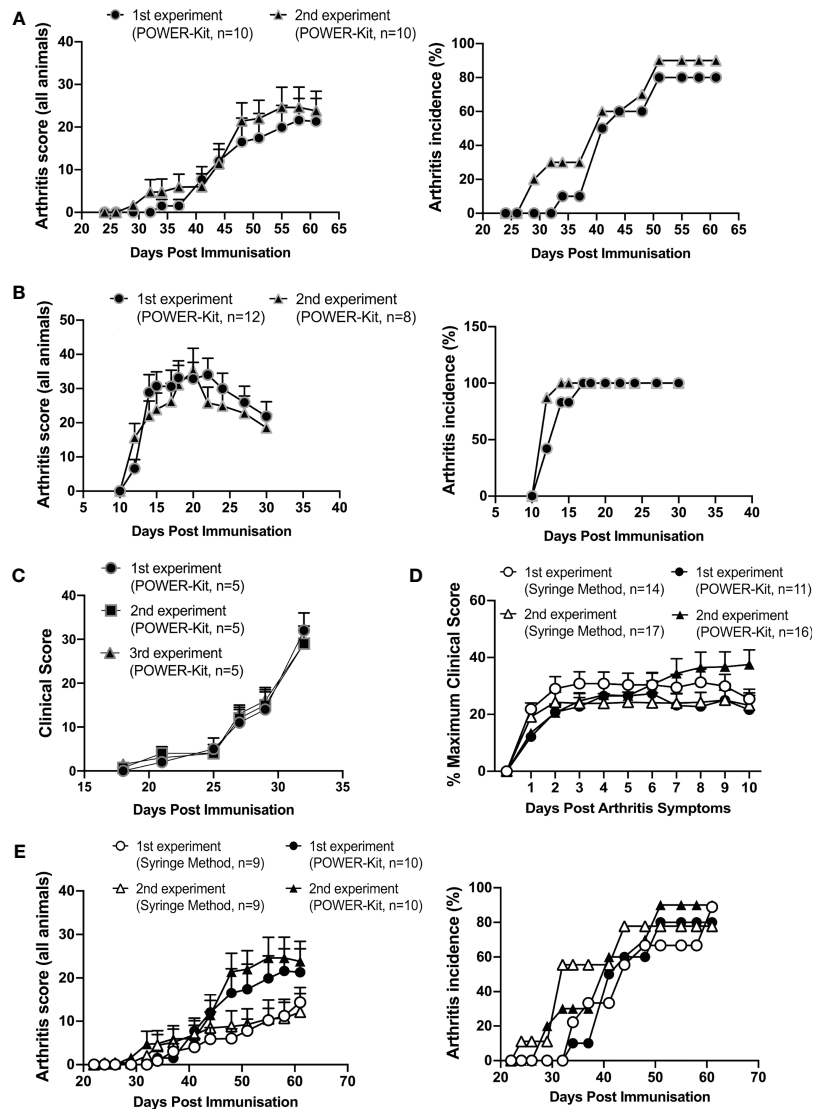 A
1st experiment
(POWER-Kit, n=10)
2nd experiment
(POWER-Kit, n=10)
Arthritis score (all animals)
40
30
20
10
0
20 25 30 35 40 45 50 55 60 65
Days Post Immunisation
Arthritis incidence (%)
100
80
60
40
20
0
20 25 30 35 40 45 50 55 60 65
Days Post Immunisation
B
1st experiment
(POWER-Kit, n=12)
2nd experiment
(POWER-Kit, n=8)
Arthritis score (all animals)
50
40
30
20
10
0
5 10 15 20 25 30 35 40
Days Post Immunisation
Arthritis incidence (%)
150
100
50
0
5 10 15 20 25 30 35 40
Days Post Immunisation
C
1st experiment
(POWER-Kit, n=5)
2nd experiment
(POWER-Kit, n=5)
3rd experiment
(POWER-Kit, n=5)
Clinical Score
40
30
20
10
0
15 20 25 30 35
Days Post Immunisation
D
1st experiment
(Syringe Method, n=14)
1st experiment
(POWER-Kit, n=11)
2nd experiment
(Syringe Method, n=17)
2nd experiment
(POWER-Kit, n=16)
% Maximum Clinical Score
60
40
20
0
1 2 3 4 5 6 7 8 9 10
Days Post Arthritis Symptoms
E
1st experiment
(Syringe Method, n=9)
1st experiment
(POWER-Kit, n=10)
2nd experiment
(Syringe Method, n=9)
2nd experiment
(POWER-Kit, n=10)
Arthritis score (all animals)
40
30
20
10
0
20 30 40 50 60 70
Days Post Immunisation
Arthritis incidence (%)
100
80
60
40
20
0
20 30 40 50 60 70
Days Post Immunisation